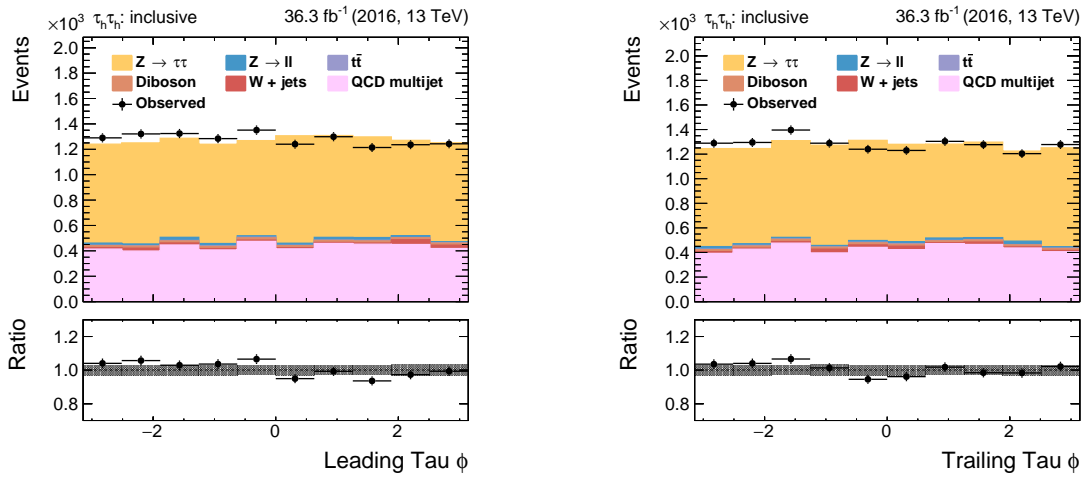 ×10³ τhτh: inclusive 36.3 fb⁻¹ (2016, 13 TeV)
Events
2.0
1.8
1.6
1.4
1.2
1.0
0.8
0.6
0.4
0.2
0.0
Z → ττ Z → ll tt̄
Diboson W + jets QCD multijet
Observed
Ratio
1.2
1.0
0.8
−2 0 2
Leading Tau ϕ
×10³ τhτh: inclusive 36.3 fb⁻¹ (2016, 13 TeV)
Events
2.0
1.8
1.6
1.4
1.2
1.0
0.8
0.6
0.4
0.2
0.0
Z → ττ Z → ll tt̄
Diboson W + jets QCD multijet
Observed
Ratio
1.2
1.0
0.8
−2 0 2
Trailing Tau ϕ